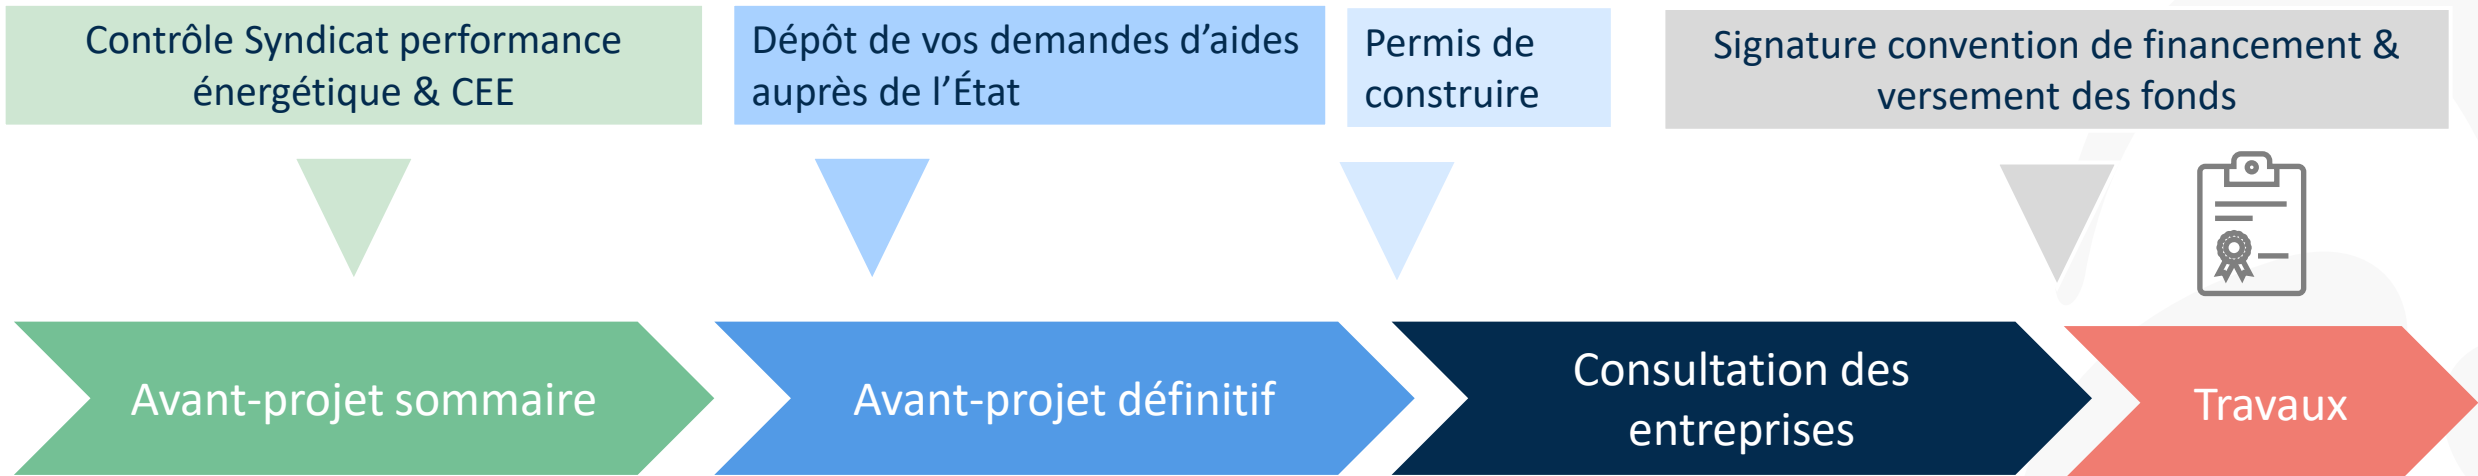 Contrôle Syndicat performance
énergétique & CEE
Dépôt de vos demandes d’aides
auprès de l’État
Permis de
construire
Signature convention de financement &
versement des fonds
Avant-projet sommaire
Avant-projet définitif
Consultation des
entreprises
Travaux